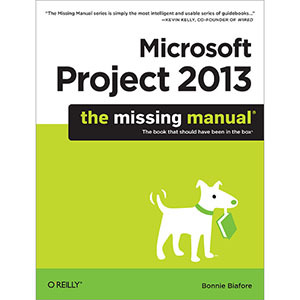 "The Missing Manual series is simply the most intelligent and usable series of guidebooks..."
—KEVIN KELLY, CO-FOUNDER OF WIRED
Microsoft
Project 2013
the missing manual®
The book that should have been in the box®
O REILLY®
Bonnie Biafore